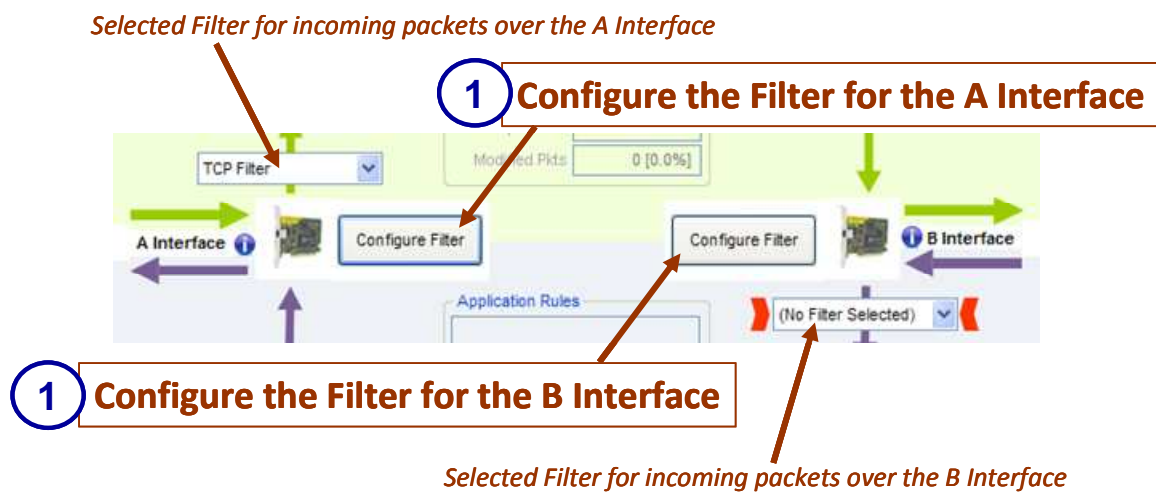 Selected Filter for incoming packets over the A Interface
1 Configure the Filter for the A Interface
Modified Pkts 0 [0.0%]
TCP Filter
A Interface Configure Filter Configure Filter B Interface
Application Rules
(No Filter Selected)
1 Configure the Filter for the B Interface
Selected Filter for incoming packets over the B Interface